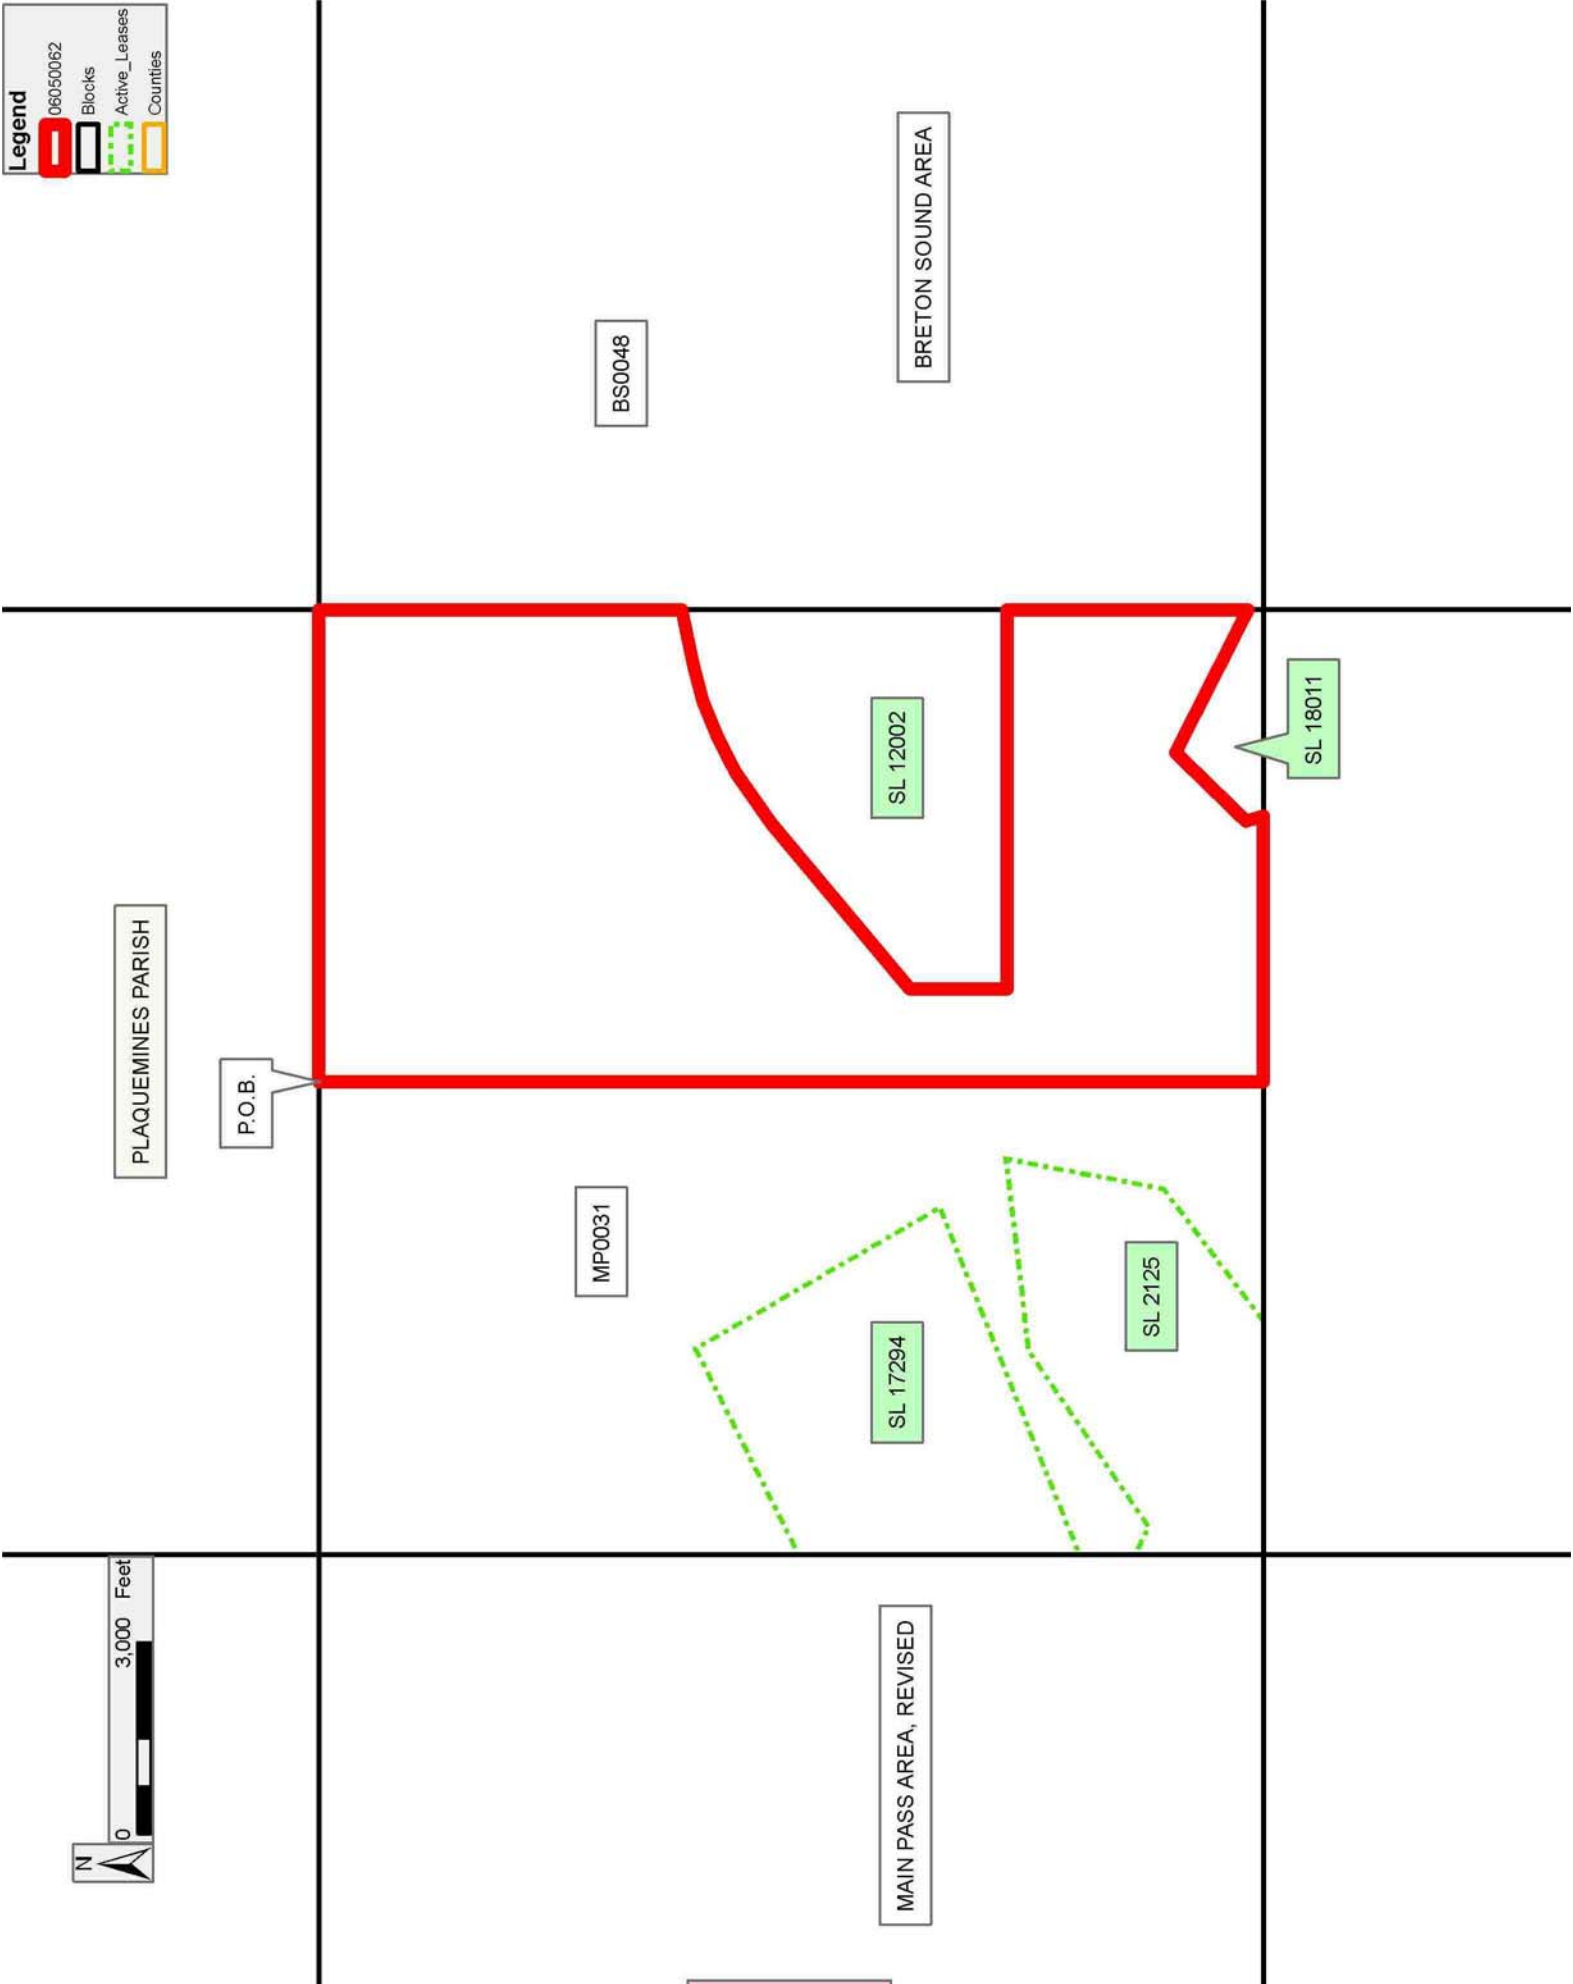 Legend
06050062
Blocks
Active_Leases
Counties
PLAQUEMINES PARISH
P.O.B.
N
0
3,000
Feet
BS0048
MP0031
BRETON SOUND AREA
SL 12002
SL 17294
MAIN PASS AREA, REVISED
SL 2125
SL 18011